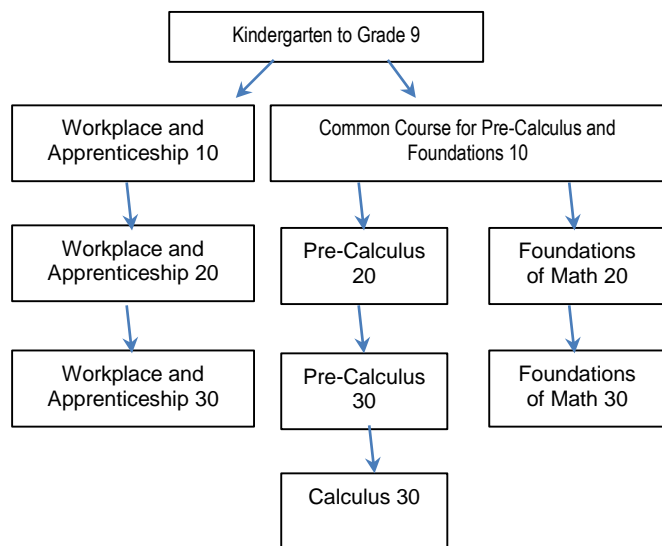 Kindergarten to Grade 9
Workplace and
Apprenticeship 10
Common Course for Pre-Calculus and
Foundations 10
Workplace and
Apprenticeship 20
Pre-Calculus
20
Foundations
of Math 20
Workplace and
Apprenticeship 30
Pre-Calculus
30
Foundations
of Math 30
Calculus 30